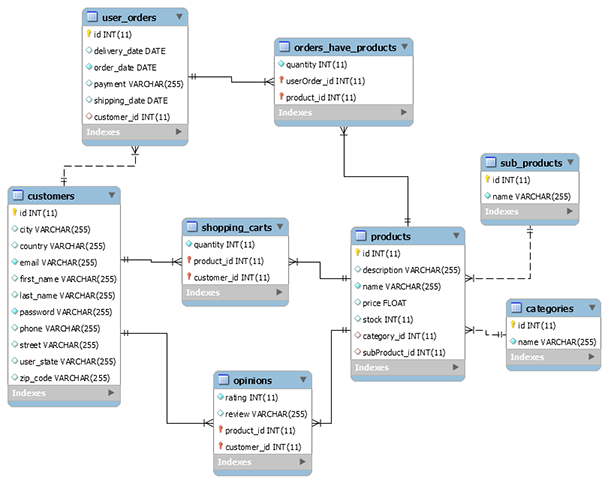 user_orders
id INT(11)
delivery_date DATE
order_date DATE
payment VARCHAR(255)
shipping_date DATE
customer_id INT(11)
Indexes
orders_have_products
quantity INT(11)
userOrder_id INT(11)
product_id INT(11)
Indexes
sub_products
id INT(11)
name VARCHAR(255)
Indexes
customers
id INT(11)
city VARCHAR(255)
country VARCHAR(255)
email VARCHAR(255)
first_name VARCHAR(255)
last_name VARCHAR(255)
password VARCHAR(255)
phone VARCHAR(255)
street VARCHAR(255)
user_state VARCHAR(255)
zip_code VARCHAR(255)
Indexes
shopping_carts
quantity INT(11)
product_id INT(11)
customer_id INT(11)
Indexes
products
id INT(11)
description VARCHAR(255)
name VARCHAR(255)
price FLOAT
stock INT(11)
category_id INT(11)
subProduct_id INT(11)
Indexes
categories
id INT(11)
name VARCHAR(255)
Indexes
opinions
rating INT(11)
review VARCHAR(255)
product_id INT(11)
customer_id INT(11)
Indexes